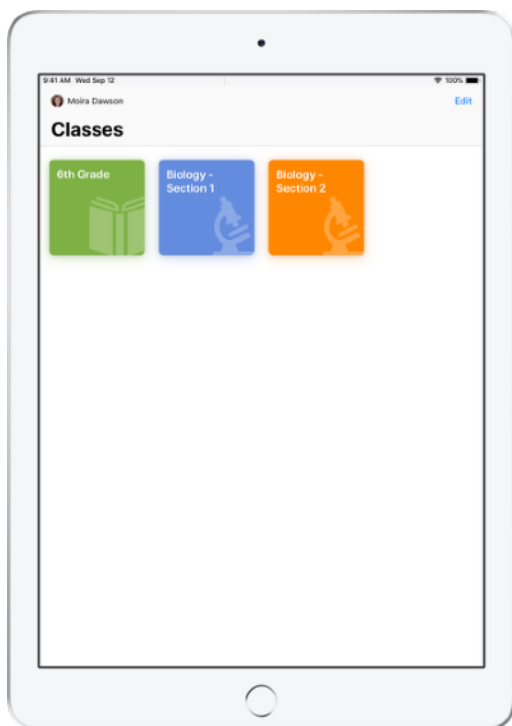 9:41 AM Wed Sep 12
100%
Moira Dawson
Edit
Classes
6th Grade
Biology -
Section 1
Biology -
Section 2